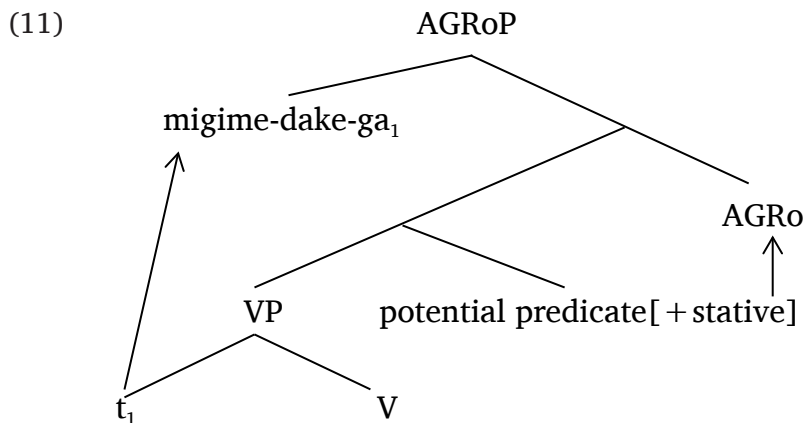 (11)
AGRoP
migime-dake-ga₁
AGRo
VP
potential predicate[+stative]
t₁
V